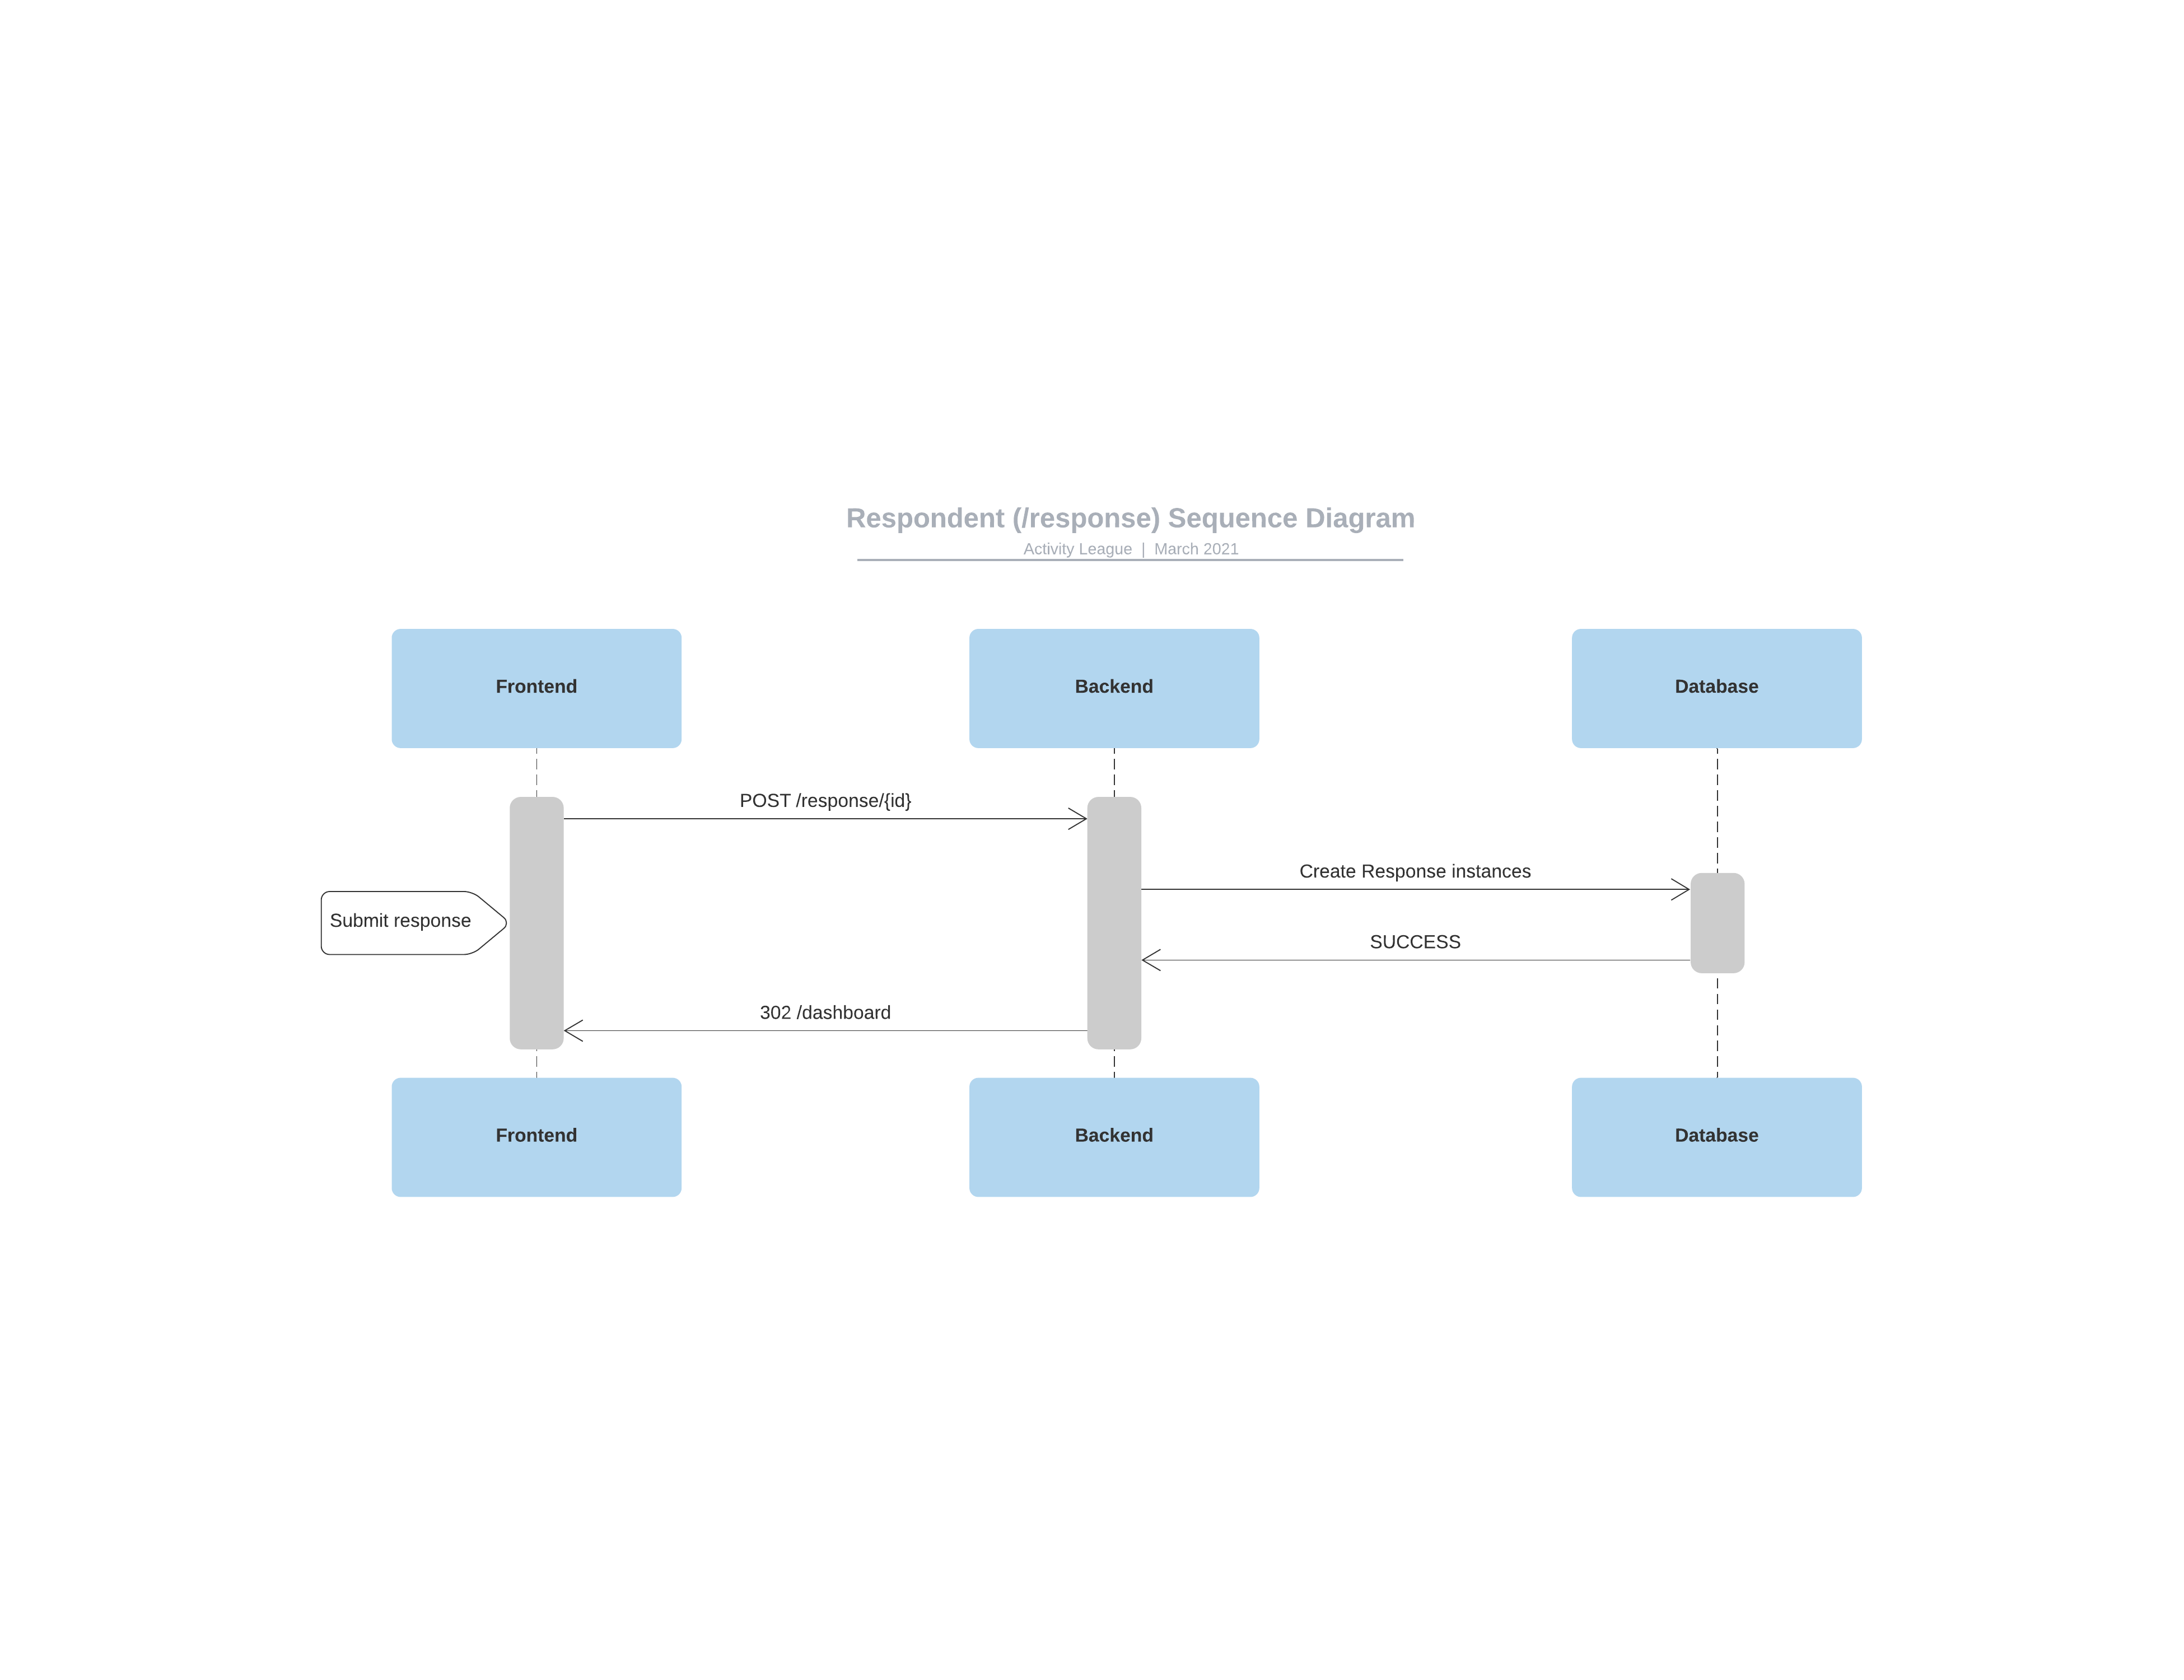 Respondent (/response) Sequence Diagram
Activity League | March 2021
Frontend
Backend
Database
POST /response/{id}
Create Response instances
Submit response
SUCCESS
302 /dashboard
Frontend
Backend
Database